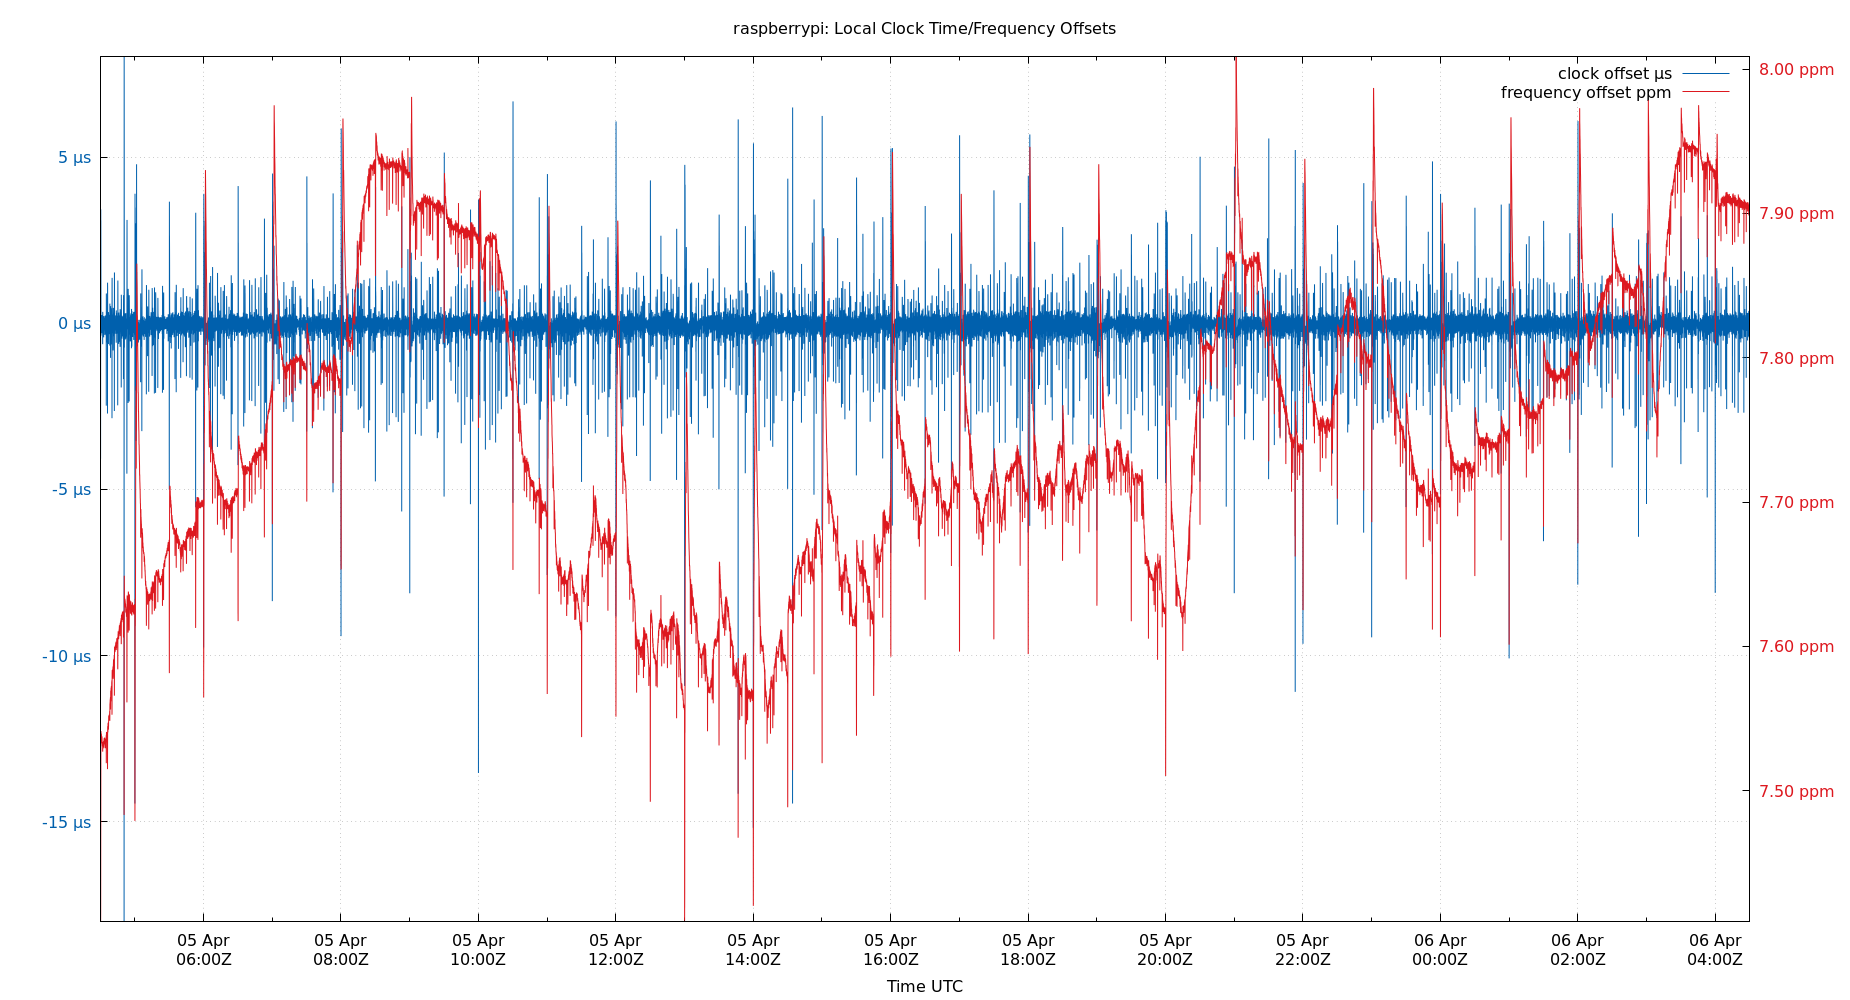 raspberrypi: Local Clock Time/Frequency Offsets
clock offset µs
frequency offset ppm
5 µs
0 µs
-5 µs
-10 µs
-15 µs
8.00 ppm
7.90 ppm
7.80 ppm
7.70 ppm
7.60 ppm
7.50 ppm
05 Apr
06:00Z
05 Apr
08:00Z
05 Apr
10:00Z
05 Apr
12:00Z
05 Apr
14:00Z
05 Apr
16:00Z
05 Apr
18:00Z
05 Apr
20:00Z
05 Apr
22:00Z
06 Apr
00:00Z
06 Apr
02:00Z
06 Apr
04:00Z
Time UTC